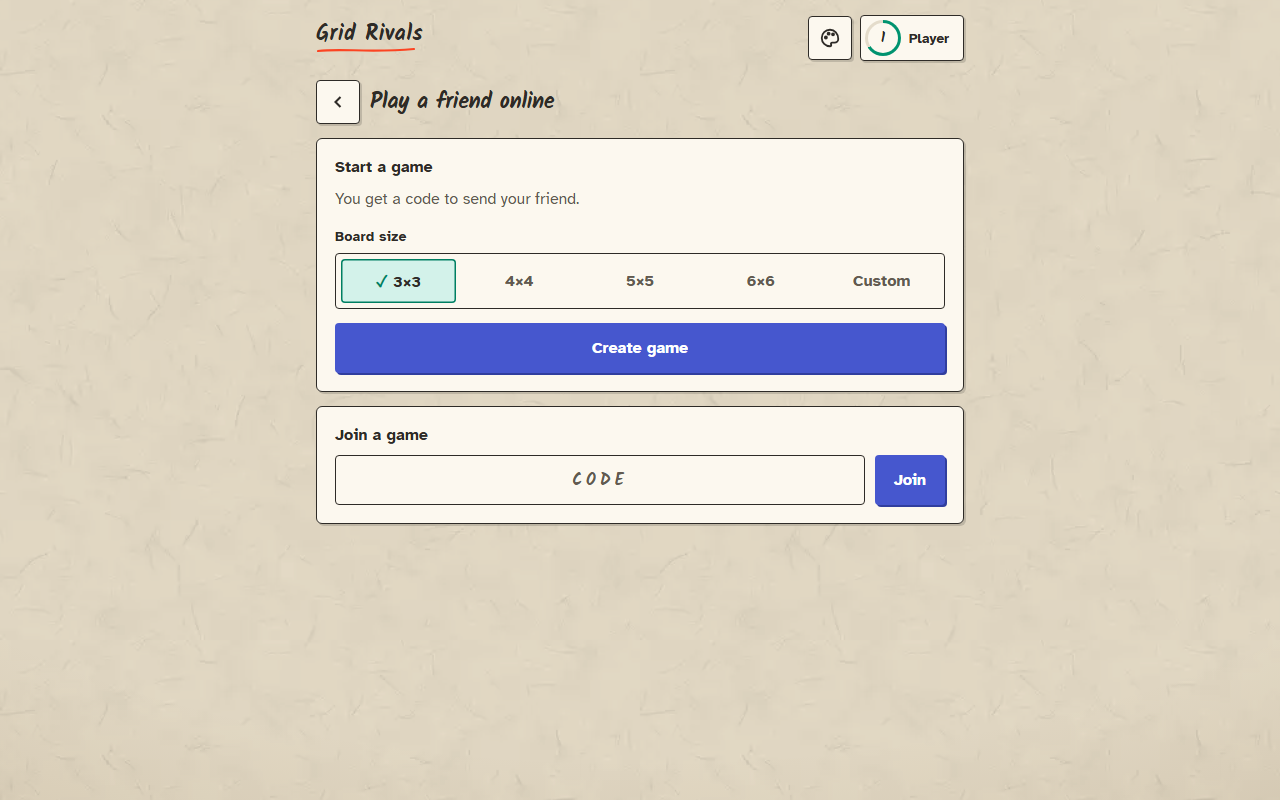 Grid Rivals
1 Player
Play a friend online
Start a game
You get a code to send your friend.
Board size
✓ 3×3 4×4 5×5 6×6 Custom
Create game
Join a game
CODE Join